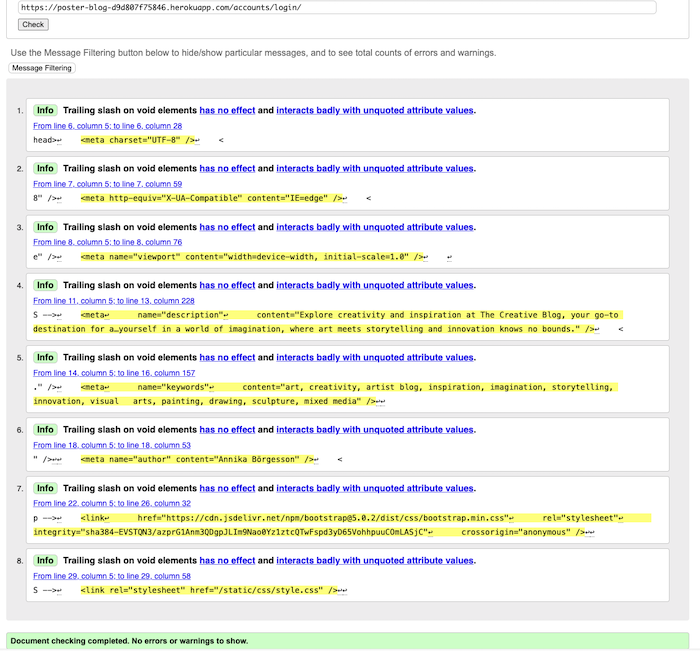 https://poster-blog-d9d807f75846.herokuapp.com/accounts/login/
Check
Use the Message Filtering button below to hide/show particular messages, and to see total counts of errors and warnings.
Message Filtering
1. Info Trailing slash on void elements has no effect and interacts badly with unquoted attribute values.
From line 6, column 5; to line 6, column 28
head>↩ <meta charset="UTF-8" />↩ <
2. Info Trailing slash on void elements has no effect and interacts badly with unquoted attribute values.
From line 7, column 5; to line 7, column 59
8" />↩ <meta http-equiv="X-UA-Compatible" content="IE=edge" />↩ <
3. Info Trailing slash on void elements has no effect and interacts badly with unquoted attribute values.
From line 8, column 5; to line 8, column 76
e" />↩ <meta name="viewport" content="width=device-width, initial-scale=1.0" />↩ ↩
4. Info Trailing slash on void elements has no effect and interacts badly with unquoted attribute values.
From line 11, column 5; to line 13, column 228
S -->↩ <meta↩ name="description"↩ content="Explore creativity and inspiration at The Creative Blog, your go-to
destination for a…yourself in a world of imagination, where art meets storytelling and innovation knows no bounds." />↩ <
5. Info Trailing slash on void elements has no effect and interacts badly with unquoted attribute values.
From line 14, column 5; to line 16, column 157
." />↩ <meta↩ name="keywords"↩ content="art, creativity, artist blog, inspiration, imagination, storytelling,
innovation, visual arts, painting, drawing, sculpture, mixed media" />↩↩
6. Info Trailing slash on void elements has no effect and interacts badly with unquoted attribute values.
From line 18, column 5; to line 18, column 53
" />↩↩ <meta name="author" content="Annika Börgesson" />↩ <
7. Info Trailing slash on void elements has no effect and interacts badly with unquoted attribute values.
From line 22, column 5; to line 26, column 32
p -->↩ <link↩ href="https://cdn.jsdelivr.net/npm/bootstrap@5.0.2/dist/css/bootstrap.min.css"↩ rel="stylesheet"↩
integrity="sha384-EVSTQN3/azprG1Anm3QDgpJLIm9Nao0Yz1ztcQTwFspd3yD65VohhpuuCOmLASjC"↩ crossorigin="anonymous" />↩↩
8. Info Trailing slash on void elements has no effect and interacts badly with unquoted attribute values.
From line 29, column 5; to line 29, column 58
S -->↩ <link rel="stylesheet" href="/static/css/style.css" />↩↩
Document checking completed. No errors or warnings to show.